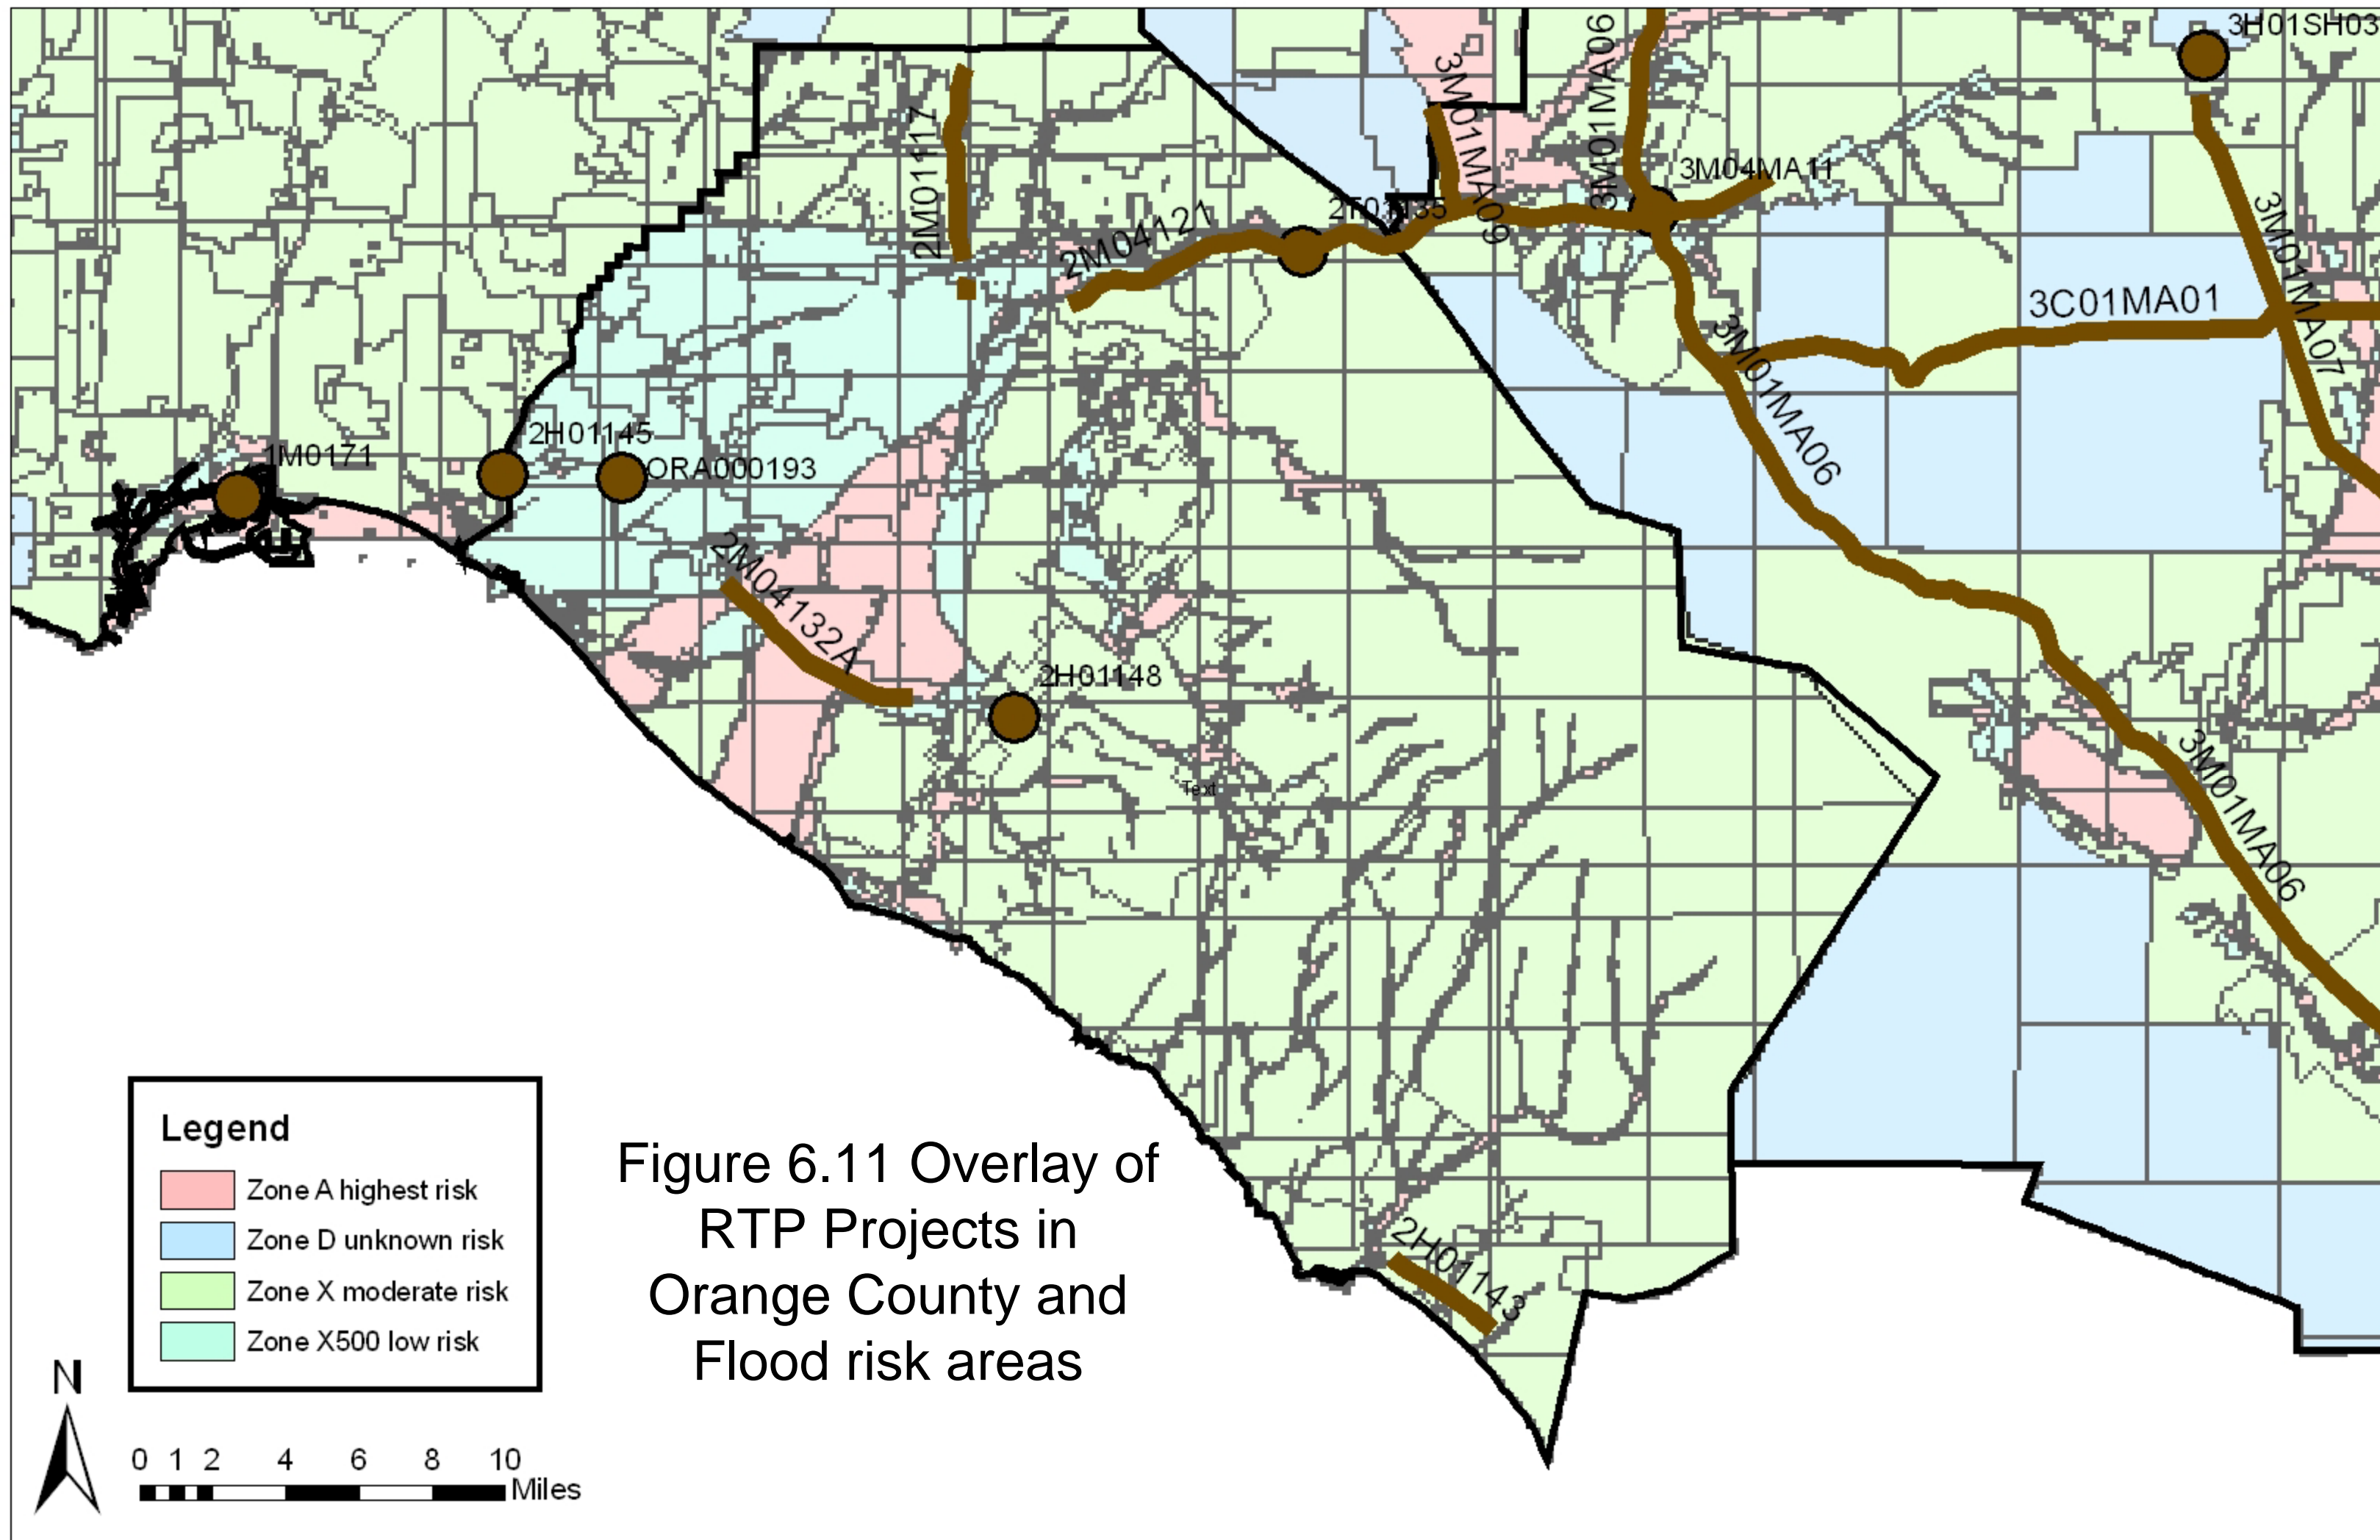 3H01SH03
3M01MA06
3M01MA09
2M01117
3M04MA11
2T01135
2M04121
3M01MA07
3C01MA01
3M01MA06
2H01145
1M0171
ORA000193
2M04132A
2H01148
Text
3M01MA06
2H01143
Legend
Zone A highest risk
Zone D unknown risk
Zone X moderate risk
Zone X500 low risk
Figure 6.11 Overlay of
RTP Projects in
Orange County and
Flood risk areas
N
0 1 2 4 6 8 10
Miles